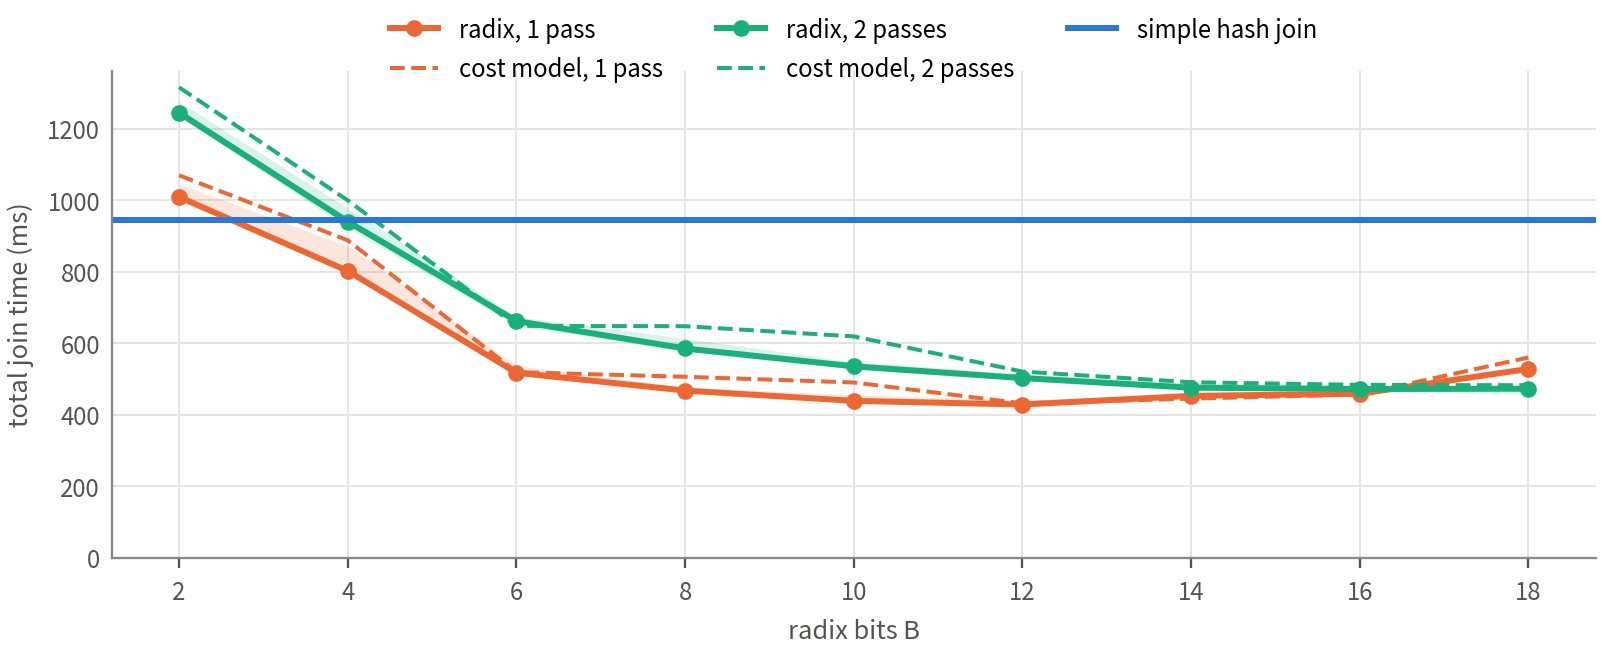 radix, 1 pass
radix, 2 passes
simple hash join
cost model, 1 pass
cost model, 2 passes
total join time (ms)
1200
1000
800
600
400
200
0
2 4 6 8 10 12 14 16 18
radix bits B